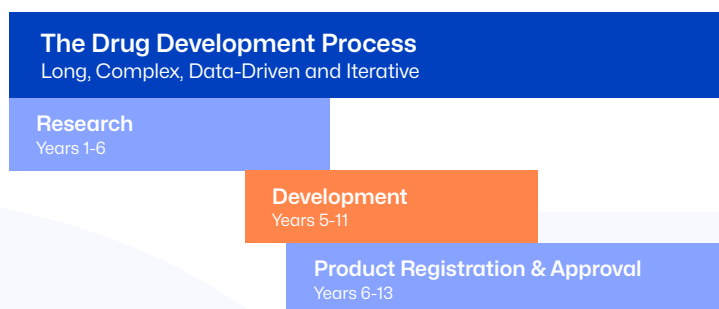 The Drug Development Process
Long, Complex, Data-Driven and Iterative
Research
Years 1-6
Development
Years 5-11
Product Registration & Approval
Years 6-13